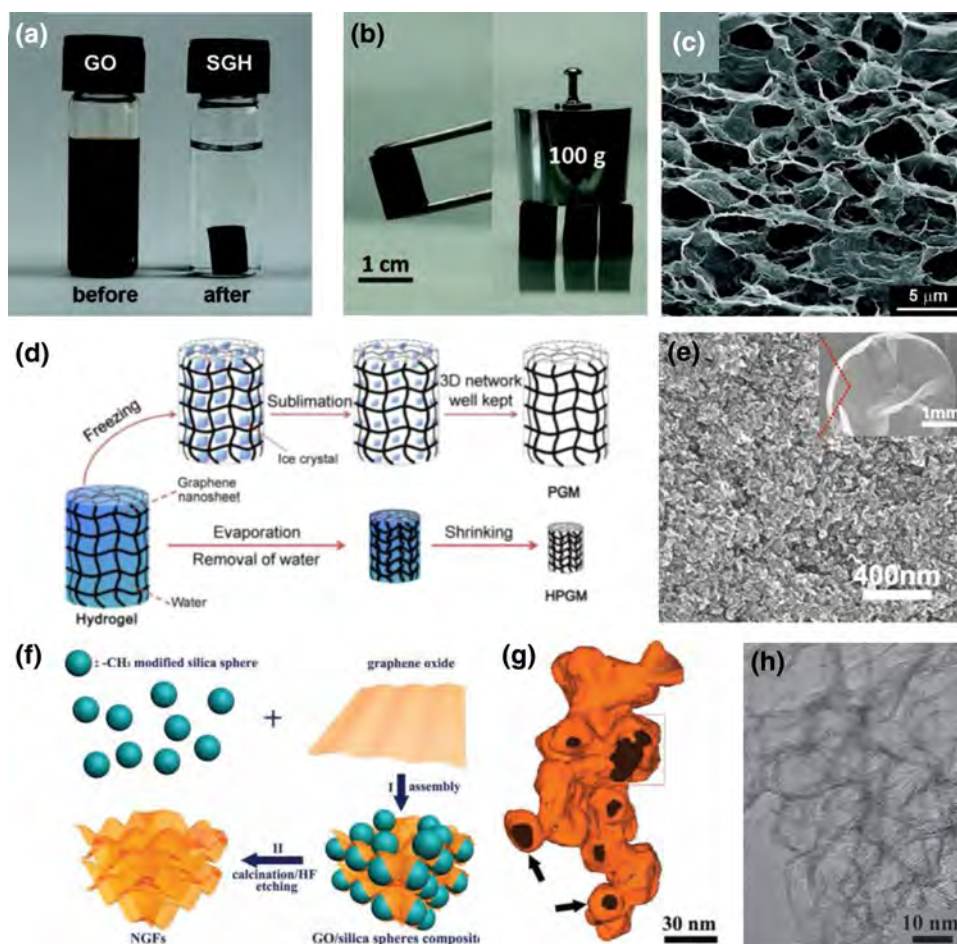 (a)
GO
SGH
before
after
(b)
100 g
1 cm
(c)
5 μm
(d)
Freezing
Sublimation
3D network
well kept
Ice crystal
PGM
Graphene
nanosheet
Evaporation
Removal of water
Shrinking
HPGM
Water
Hydrogel
(e)
1mm
400nm
(f)
: -CH₃ modified silica sphere
graphene oxide
+
I
assembly
II
calcination/HF
etching
NGFs
GO/silica spheres composite
(g)
30 nm
(h)
10 nm